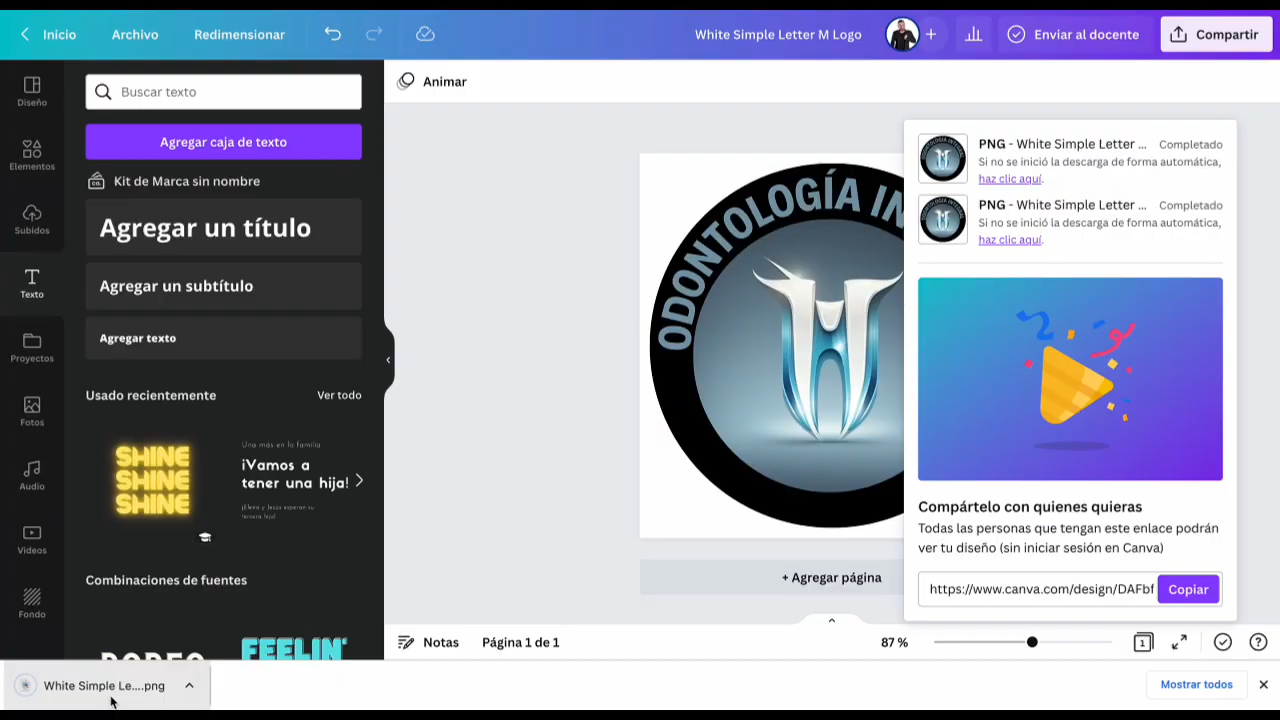 Inicio
Archivo
Redimensionar
White Simple Letter M Logo
Enviar al docente
Compartir
Diseño
Elementos
Subidos
Texto
Proyectos
Fotos
Audio
Videos
Fondo
Buscar texto
Agregar caja de texto
Kit de Marca sin nombre
Agregar un título
Agregar un subtítulo
Agregar texto
Usado recientemente
Ver todo
SHINE
SHINE
SHINE
Una más en la familia
¡Vamos a
tener una hija!
Combinaciones de fuentes
FEELIN'
Animar
ODONTOLOGÍA IN
+ Agregar página
PNG - White Simple Letter ... Completado
Si no se inició la descarga de forma automática,
haz clic aquí.
PNG - White Simple Letter ... Completado
Si no se inició la descarga de forma automática,
haz clic aquí.
Compártelo con quienes quieras
Todas las personas que tengan este enlace podrán
ver tu diseño (sin iniciar sesión en Canva)
https://www.canva.com/design/DAFbf
Copiar
Notas
Página 1 de 1
87 %
1
White Simple Le....png
Mostrar todos